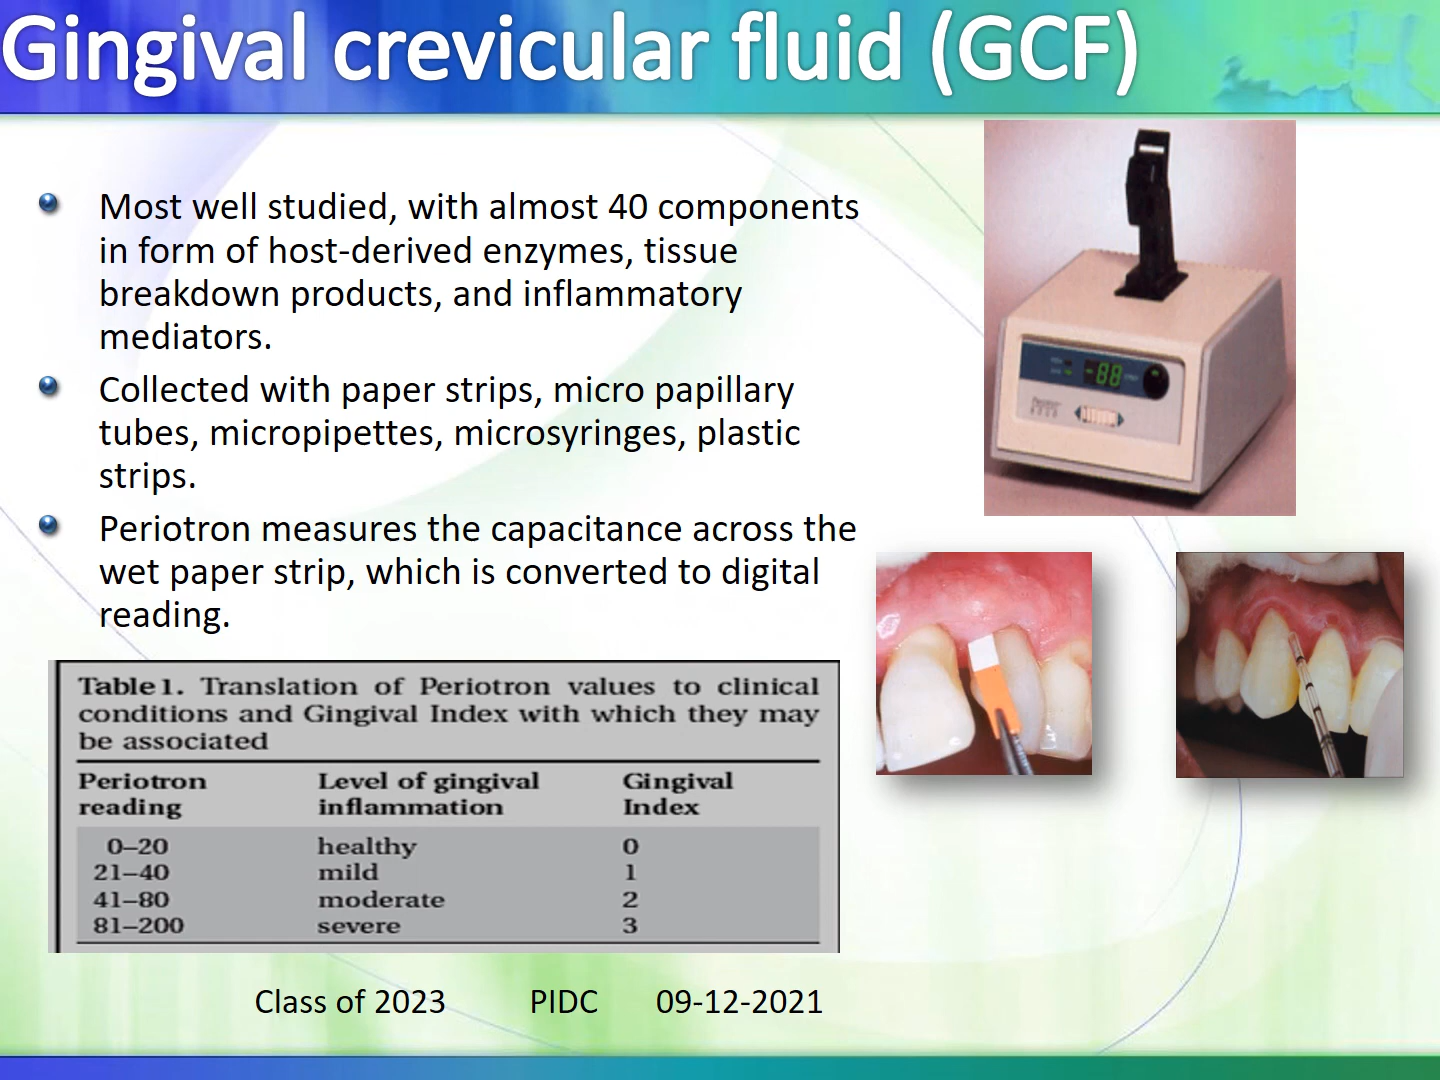 Gingival crevicular fluid (GCF)
Most well studied, with almost 40 components
in form of host-derived enzymes, tissue
breakdown products, and inflammatory
mediators.
Collected with paper strips, micro papillary
tubes, micropipettes, microsyringes, plastic
strips.
Periotron measures the capacitance across the
wet paper strip, which is converted to digital
reading.
-88
Table 1. Translation of Periotron values to clinical
conditions and Gingival Index with which they may
be associated
Periotron reading Level of gingival inflammation Gingival Index
0–20 healthy 0
21–40 mild 1
41–80 moderate 2
81–200 severe 3
Class of 2023 PIDC 09-12-2021